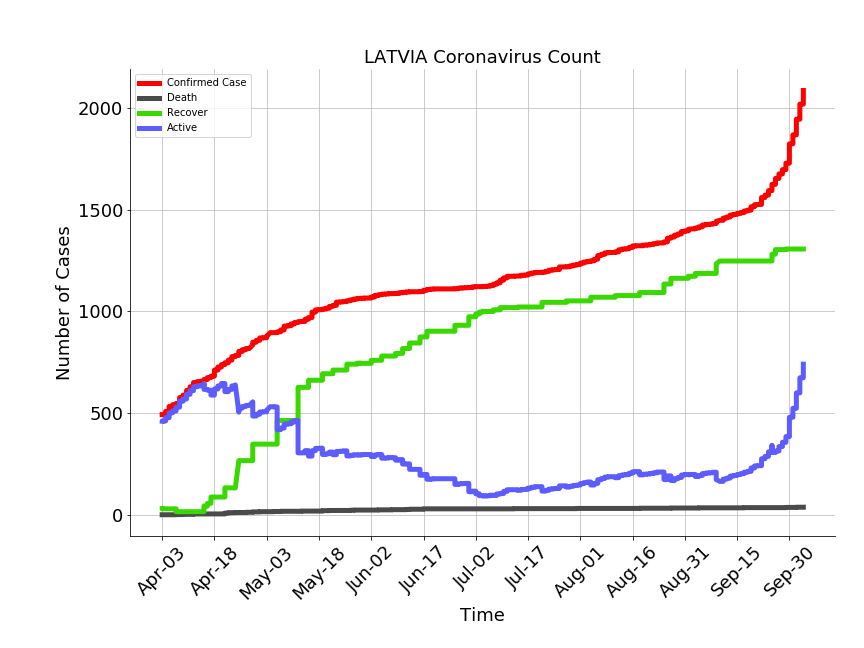 LATVIA Coronavirus Count
Confirmed Case
Death
Recover
Active
Number of Cases
2000
1500
1000
500
0
Apr-03
Apr-18
May-03
May-18
Jun-02
Jun-17
Jul-02
Jul-17
Aug-01
Aug-16
Aug-31
Sep-15
Sep-30
Time